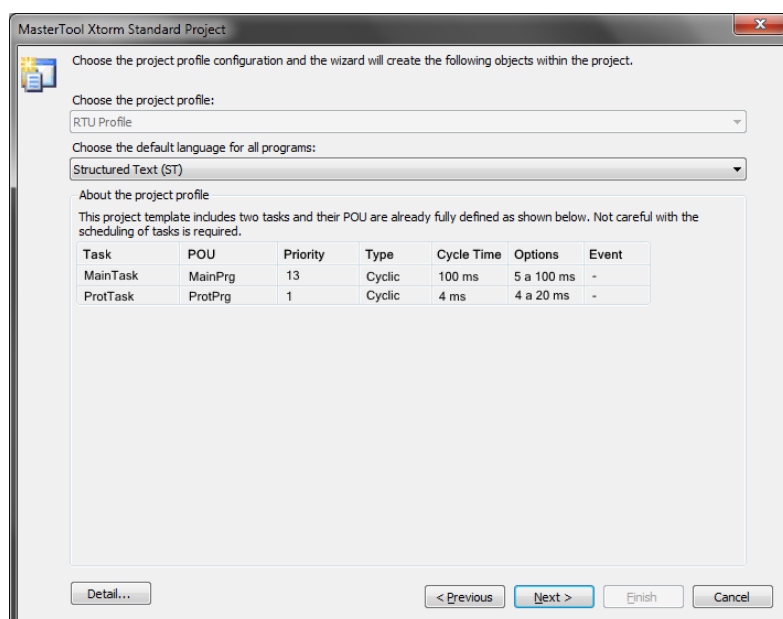 MasterTool Xtorm Standard Project
Choose the project profile configuration and the wizard will create the following objects within the project.
Choose the project profile:
RTU Profile
Choose the default language for all programs:
Structured Text (ST)
About the project profile
This project template includes two tasks and their POU are already fully defined as shown below. Not careful with the
scheduling of tasks is required.
Task POU Priority Type Cycle Time Options Event
MainTask MainPrg 13 Cyclic 100 ms 5 a 100 ms -
ProtTask ProtPrg 1 Cyclic 4 ms 4 a 20 ms -
Detail... < Previous Next > Finish Cancel